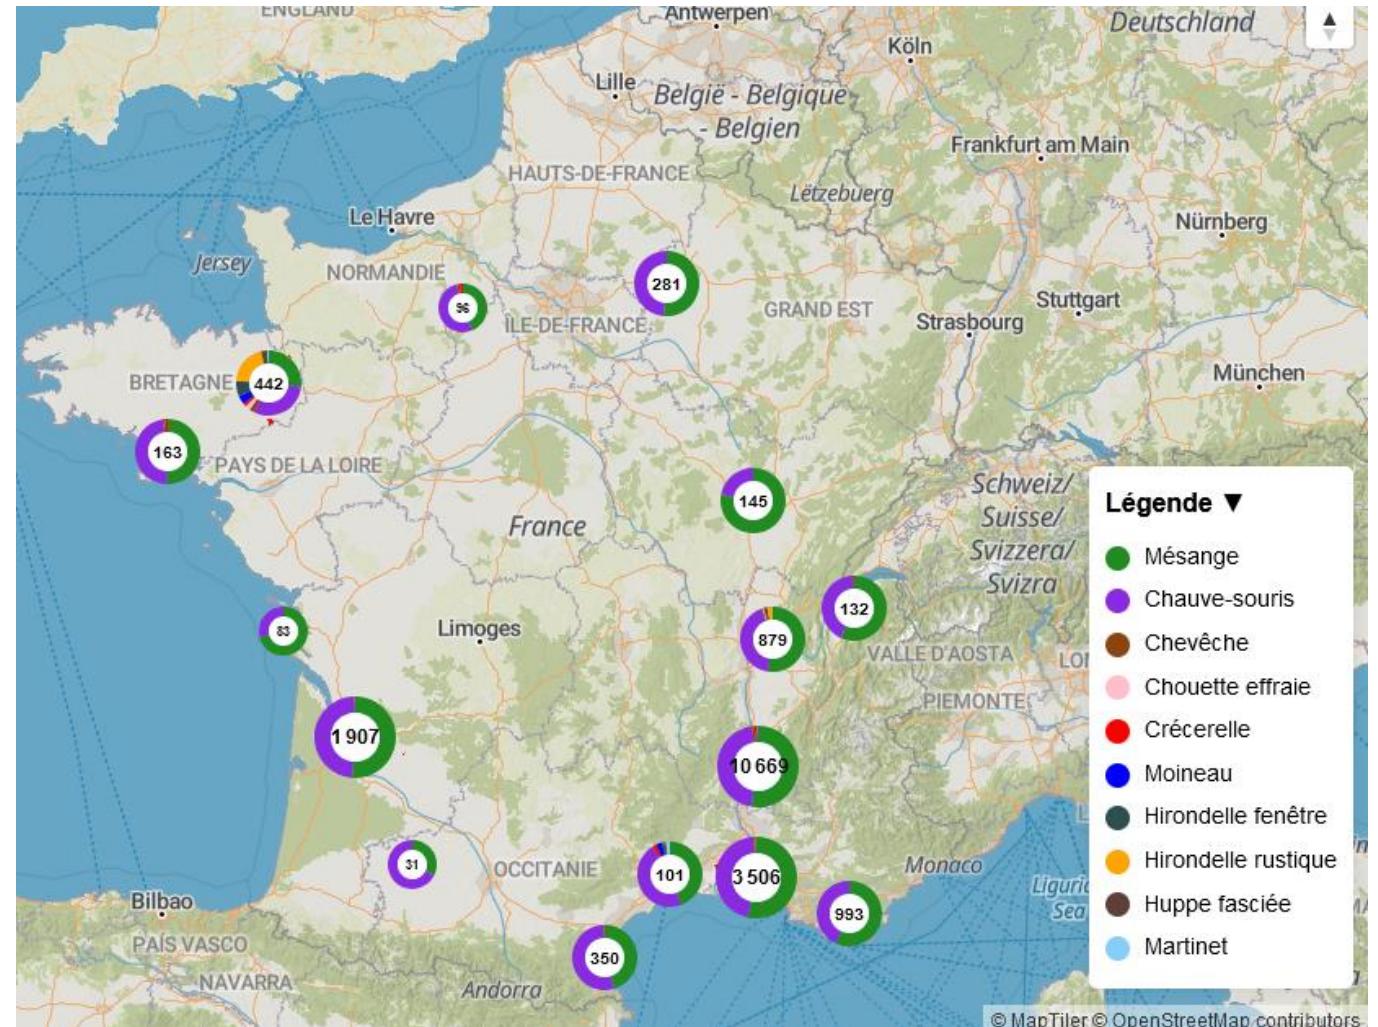 ENGLAND
Antwerpen
Deutschland
Köln
Lille
België - Belgique
- Belgien
Frankfurt am Main
HAUTS-DE-FRANCE
Lëtzebuerg
Le Havre
Nürnberg
Jersey
NORMANDIE
281
96
ÎLE-DE-FRANCE
GRAND EST
Stuttgart
Strasbourg
BRETAGNE
442
München
163
PAYS DE LA LOIRE
145
Schweiz/
Suisse/
Svizzera/
Svizra
France
Légende ▼
Mésange
Chauve-souris
Chevêche
Chouette effraie
Crécerelle
Moineau
Hirondelle fenêtre
Hirondelle rustique
Huppe fasciée
Martinet
132
83
Limoges
879
VALLE D'AOSTA
PIEMONTE
1 907
10 669
31
OCCITANIE
101
3 506
Monaco
993
Sea
Bilbao
PAÍS VASCO
350
NAVARRA
Andorra
© MapTiler © OpenStreetMap contributors